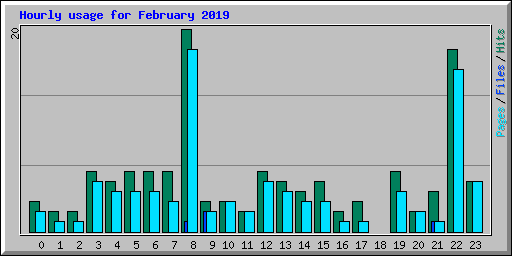 Hourly usage for February 2019
20
Pages / Files / Hits
0 1 2 3 4 5 6 7 8 9 10 11 12 13 14 15 16 17 18 19 20 21 22 23